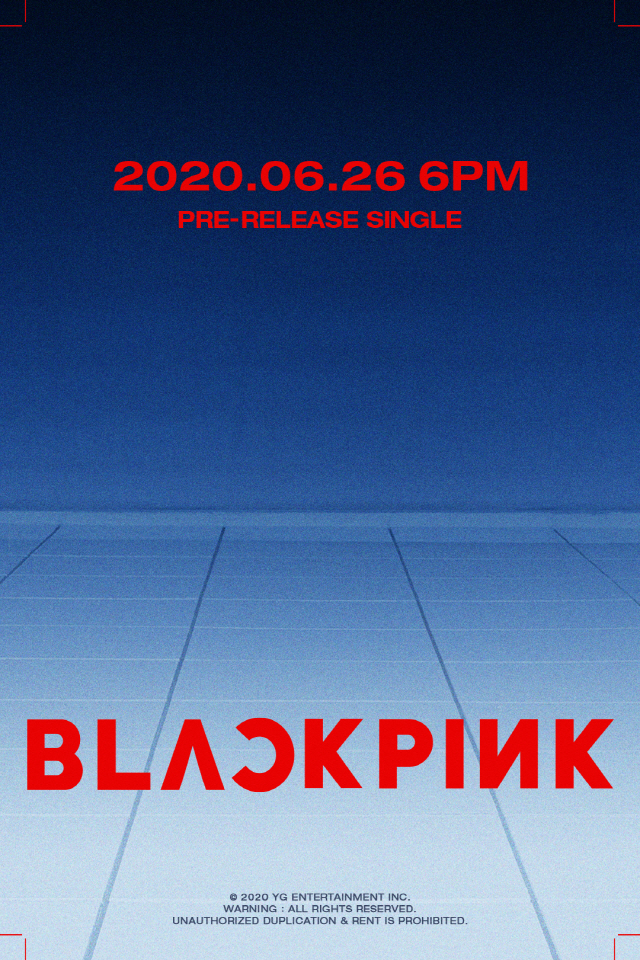 2020.06.26 6PM
PRE-RELEASE SINGLE
BLACKPINK
© 2020 YG ENTERTAINMENT INC.
WARNING : ALL RIGHTS RESERVED.
UNAUTHORIZED DUPLICATION & RENT IS PROHIBITED.